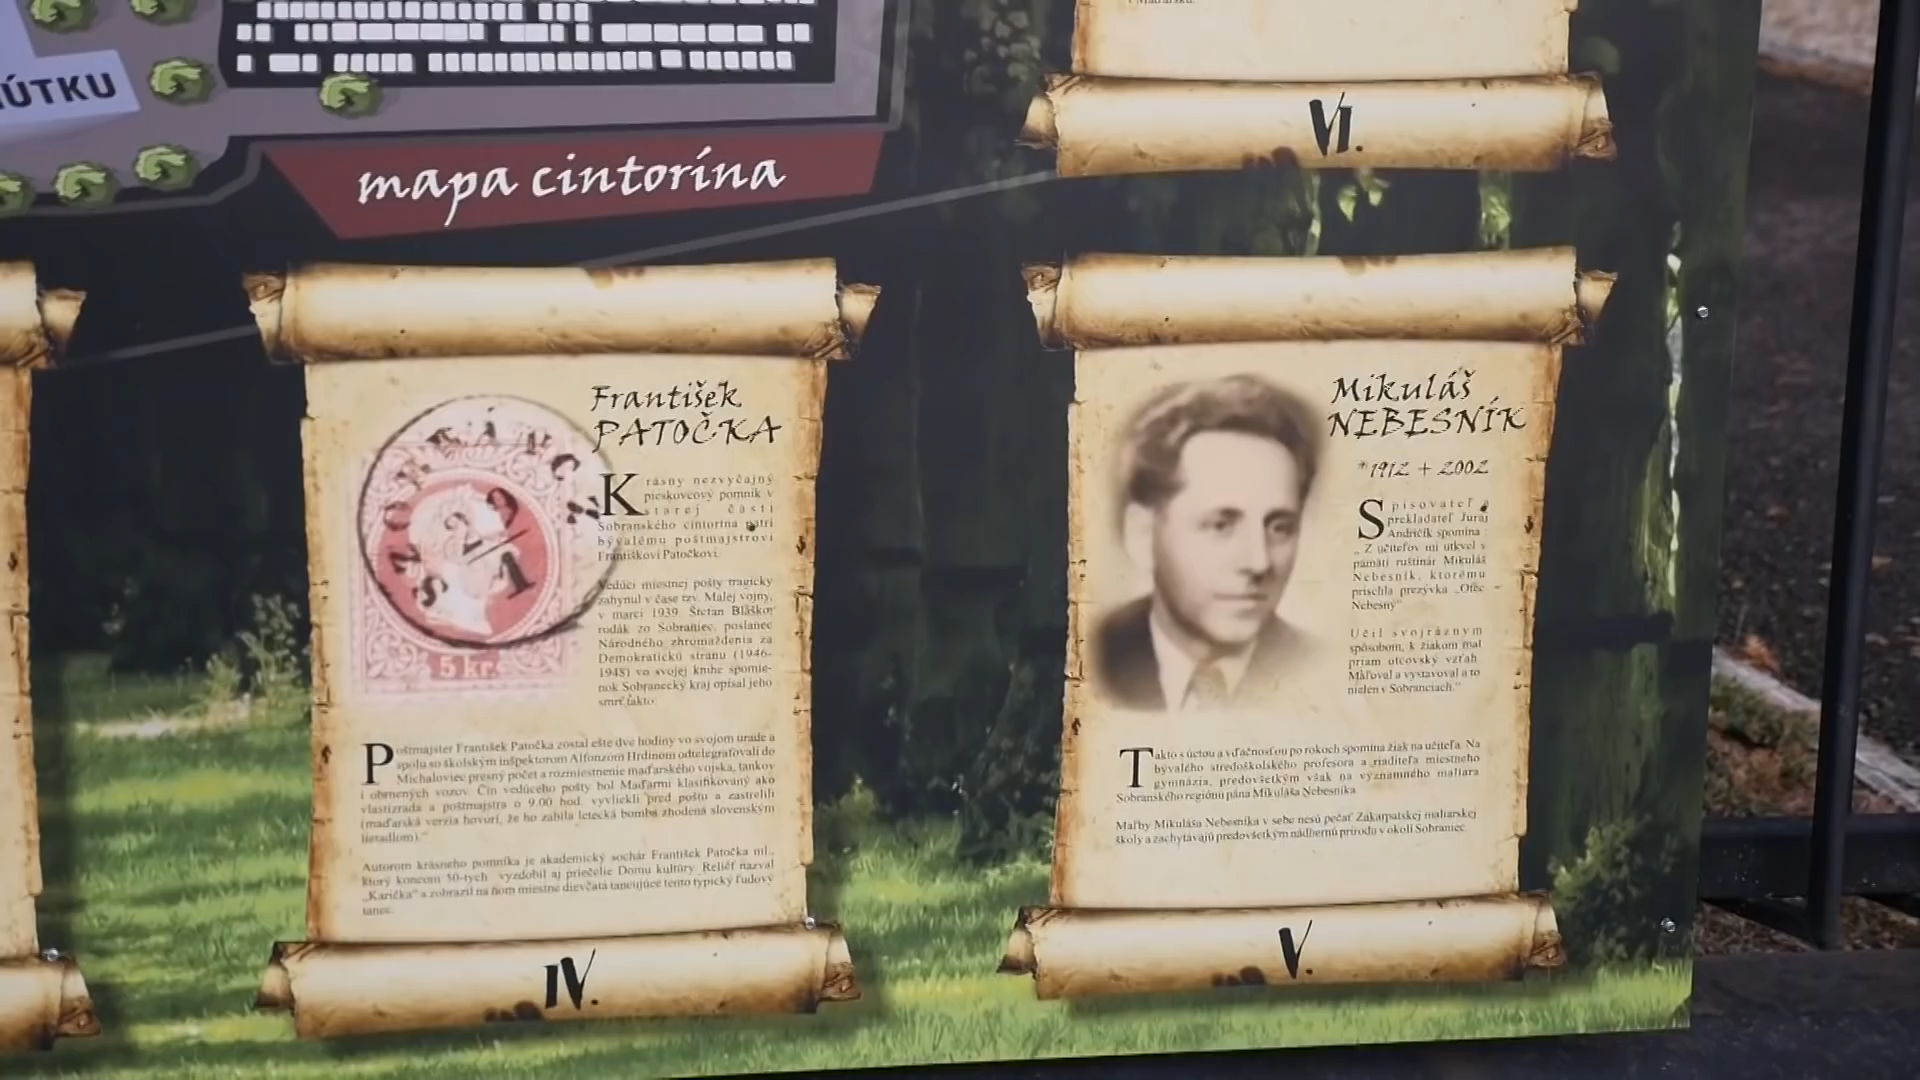 ÚTKU
mapa cintorína
VI.
František
PATOČKA
SZOBRÁNCZ
29
1
5 kr.
Krásny nezvyčajný
pieskovcový pomník v
starej časti
Sobranského cintorína patrí
bývalému poštmajstrovi
Františkovi Patočkovi.
Vedúci miestnej pošty tragicky
zahynul v čase tzv. Malej vojny,
v marci 1939. Štefan Blaško,
rodák zo Sobraniec, poslanec
Národného zhromaždenia za
Demokratickú stranu (1946-
1948) vo svojej knihe spomie-
nok Sobranecký kraj opísal jeho
smrť takto:
Poštmajster František Patočka zostal ešte dve hodiny vo svojom úrade a
spolu so školským inšpektorom Alfonzom Hrdinom odtelegrafovali do
Michaloviec presný počet a rozmiestnenie maďarského vojska, tankov
i obrnených vozov. Čin vedúceho pošty bol Maďarmi klasifikovaný ako
vlastizrada a poštmajstra o 9.00 hod. vyvliekli pred poštu a zastrelili
(maďarská verzia hovorí, že ho zabila letecká bomba zhodená slovenským
lietadlom)."
Autorom krásneho pomníka je akademický sochár František Patočka ml.,
ktorý koncom 50-tych vyzdobil aj priečelie Domu kultúry. Reliéf nazval
„Karička" a zobrazil na ňom miestne dievčatá tancujúce tento typický ľudový
tanec.
IV.
Mikuláš
NEBESNÍK
*1912 + 2002
Spisovateľ a
prekladateľ Juraj
Andričík spomína :
„ Z učiteľov mi utkvel v
pamäti ruštinár Mikuláš
Nebesník, ktorému
prischla prezývka „Otec
Nebesný"
Učil svojráznym
spôsobom, k žiakom mal
priam otcovský vzťah.
Maľoval a vystavoval a to
nielen v Sobranciach."
Takto s úctou a vďačnosťou po rokoch spomína žiak na učiteľa. Na
bývalého stredoškolského profesora a riaditeľa miestneho
gymnázia, predovšetkým však na významného maliara
Sobranského regiónu pána Mikuláša Nebesníka.
Maľby Mikuláša Nebesníka v sebe nesú pečať Zakarpatskej maliarskej
školy a zachytávajú predovšetkým nádhernú prírodu v okolí Sobraniec.
V.